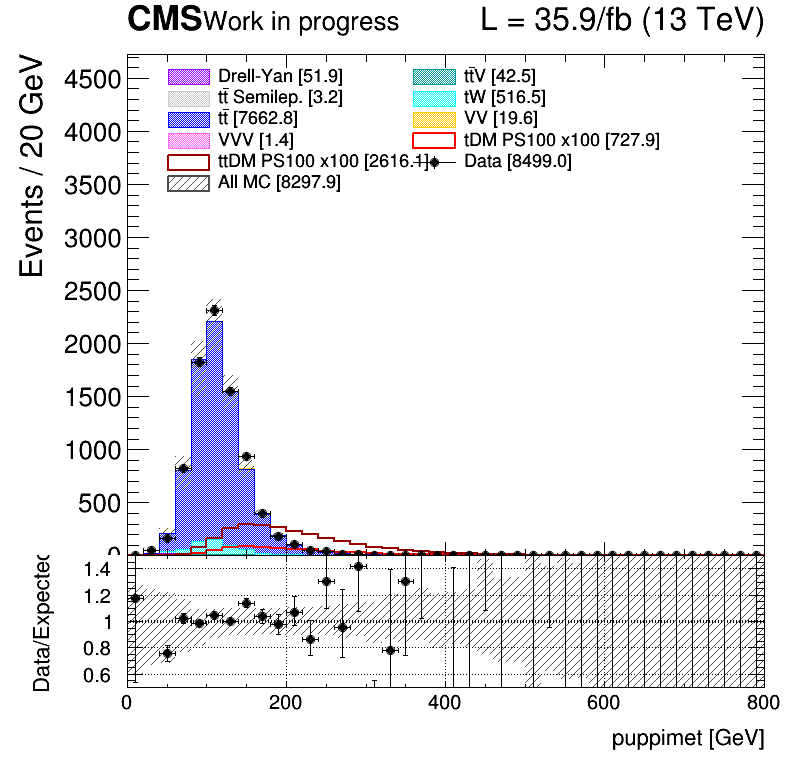 CMS Work in progress L = 35.9/fb (13 TeV)
Events / 20 GeV
4500
4000
3500
3000
2500
2000
1500
1000
500
0
Drell-Yan [51.9]
tt̄V [42.5]
tt̄ Semilep. [3.2]
tW [516.5]
tt̄ [7662.8]
VV [19.6]
VVV [1.4]
tDM PS100 x100 [727.9]
ttDM PS100 x100 [2616.1]
Data [8499.0]
All MC [8297.9]
Data/Expected
1.4
1.2
1
0.8
0.6
0 200 400 600 800
puppimet [GeV]